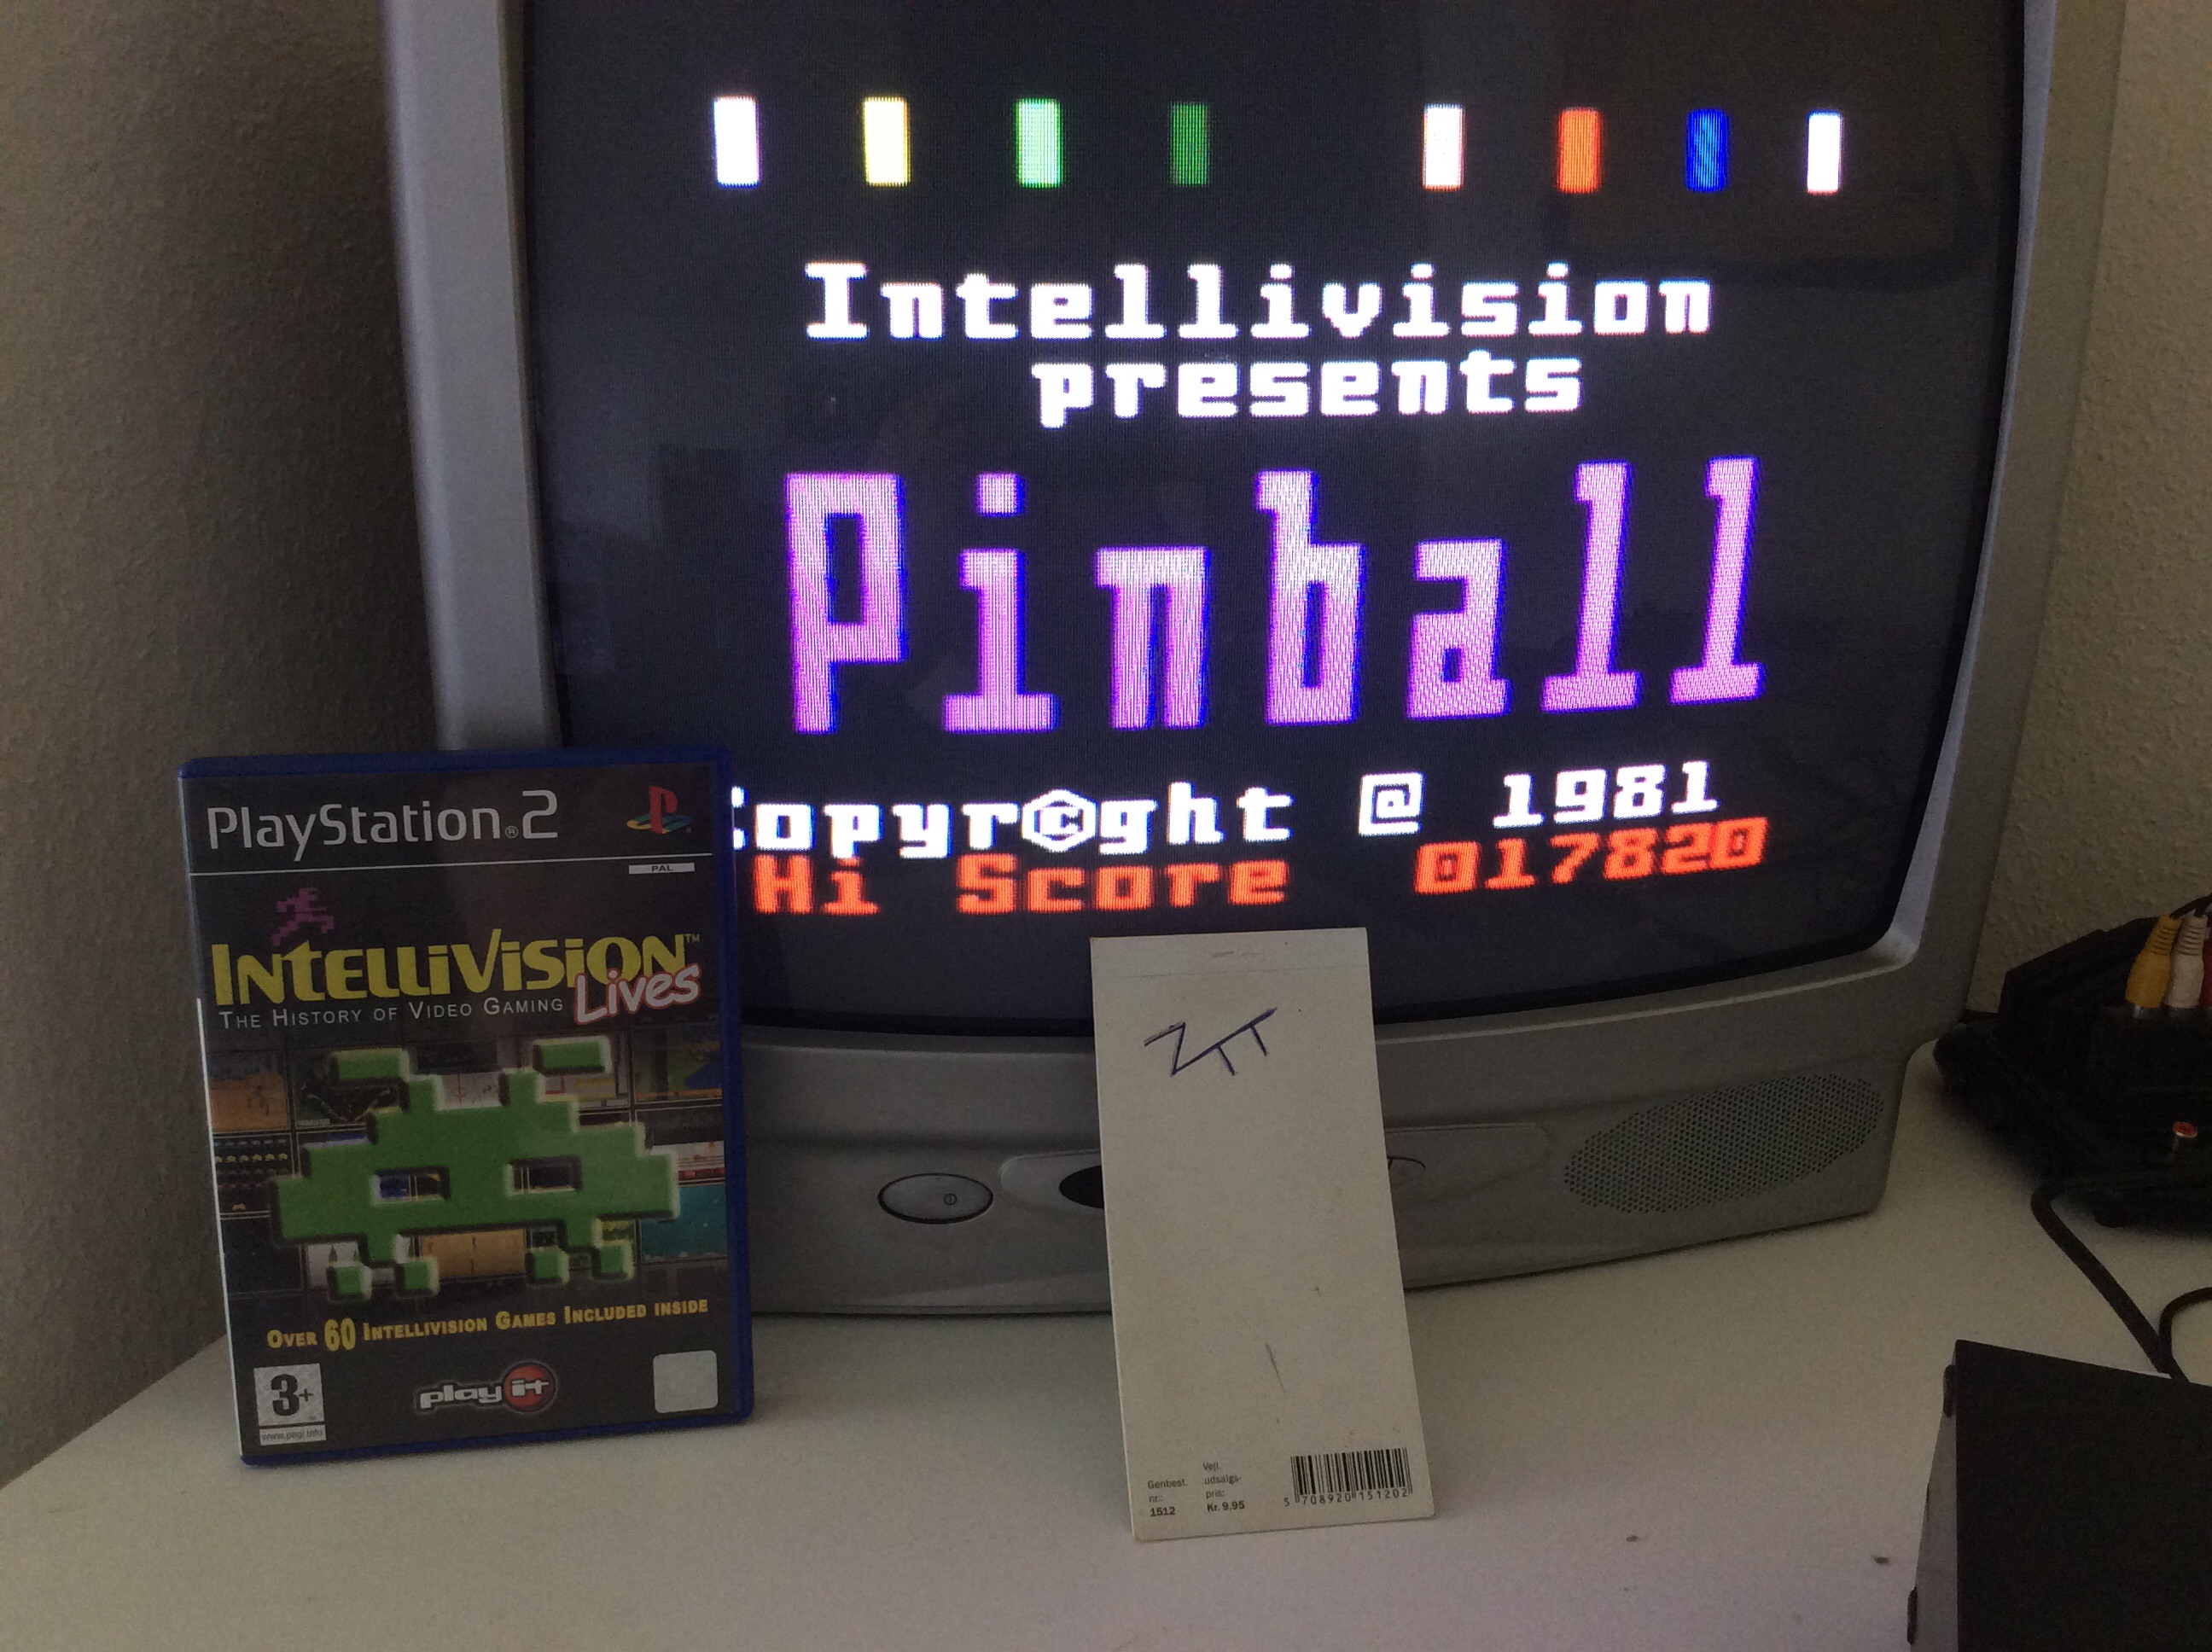 Intellivision
presents
Pinball
Copyr©ght @ 1981
Hi Score 017820
PlayStation®2
PAL
INTELLIVISION™
Lives
THE HISTORY OF VIDEO GAMING
OVER 60 INTELLIVISION GAMES INCLUDED INSIDE
3+
www.pegi.info
play it
ZTT
Genbest.
nr.:
1512
Vejl.
udsalgs-
pris:
Kr. 9.95
5 708920 151202